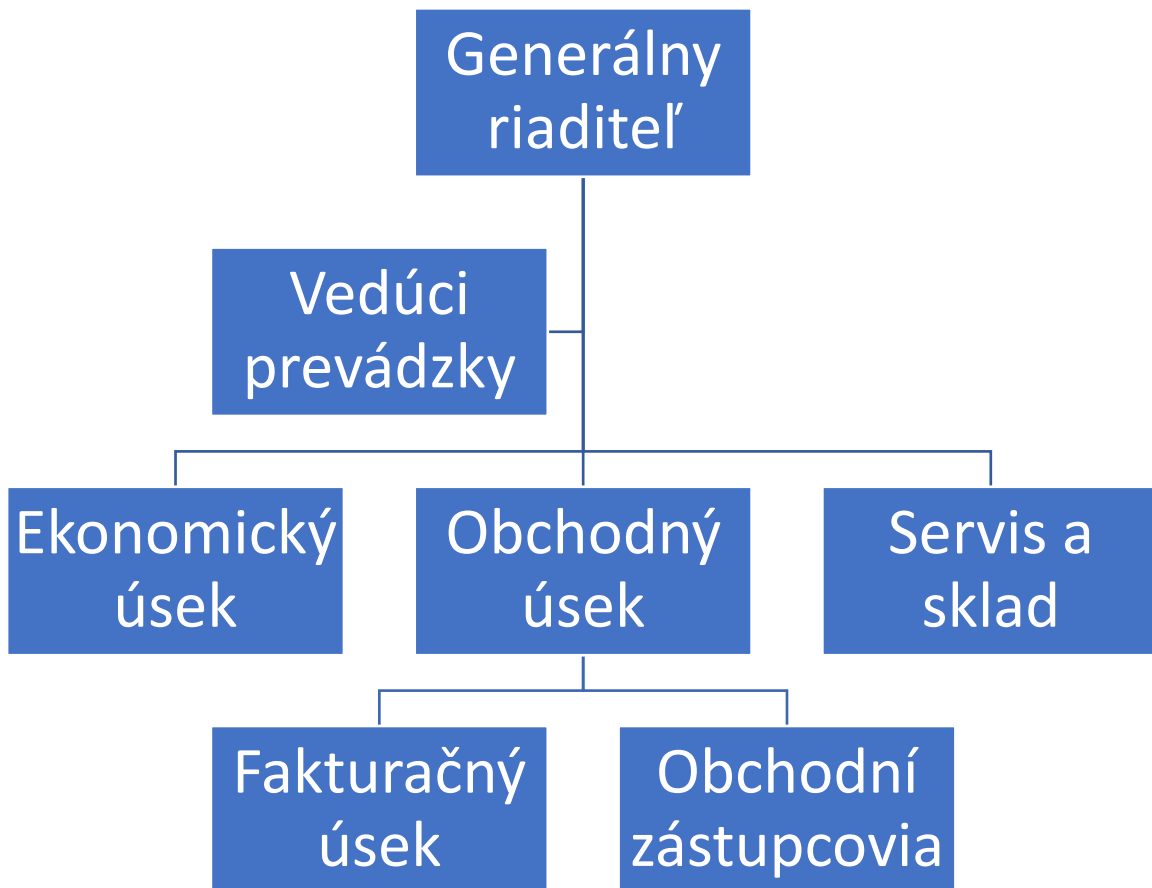 Generálny
riaditeľ
Vedúci
prevádzky
Ekonomický
úsek
Obchodný
úsek
Servis a
sklad
Fakturačný
úsek
Obchodní
zástupcovia